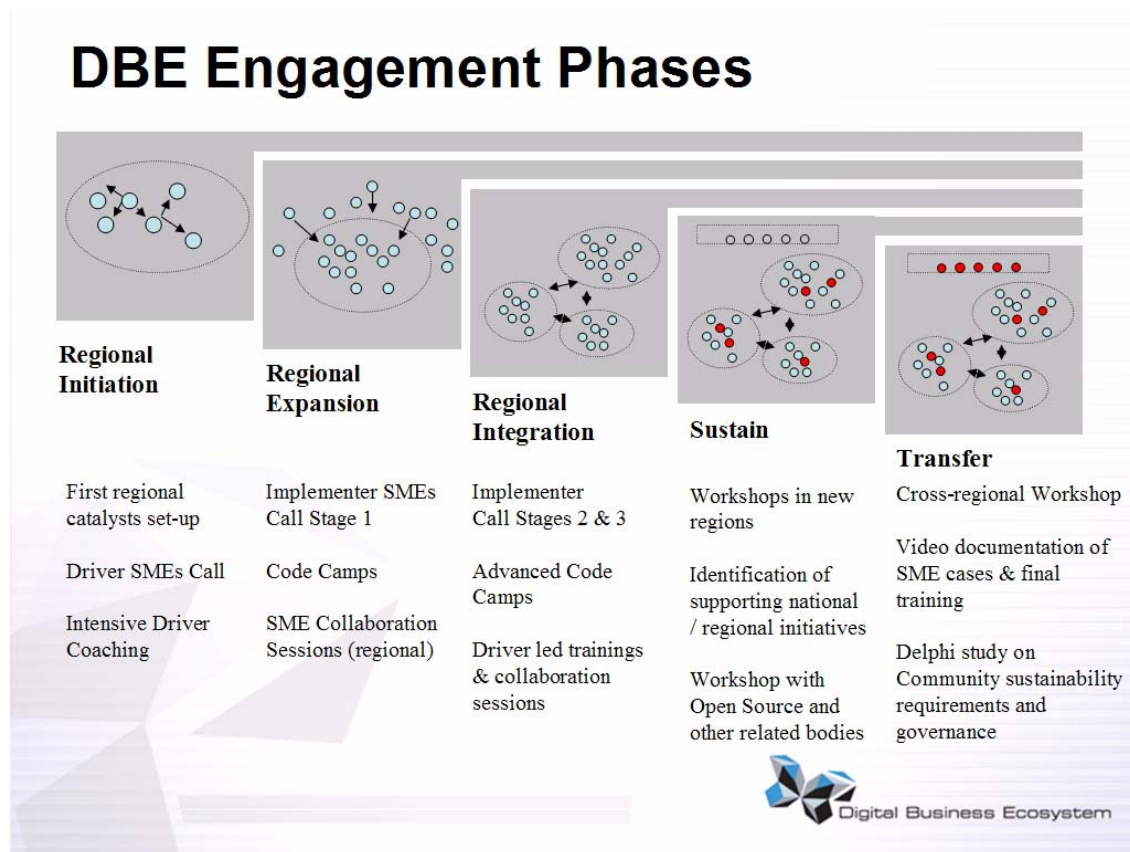 DBE Engagement Phases
Regional
Initiation
First regional
catalysts set-up
Driver SMEs Call
Intensive Driver
Coaching
Regional
Expansion
Implementer SMEs
Call Stage 1
Code Camps
SME Collaboration
Sessions (regional)
Regional
Integration
Implementer
Call Stages 2 & 3
Advanced Code
Camps
Driver led trainings
& collaboration
sessions
Sustain
Workshops in new
regions
Identification of
supporting national
/ regional initiatives
Workshop with
Open Source and
other related bodies
Transfer
Cross-regional Workshop
Video documentation of
SME cases & final
training
Delphi study on
Community sustainability
requirements and
governance
Digital Business Ecosystem